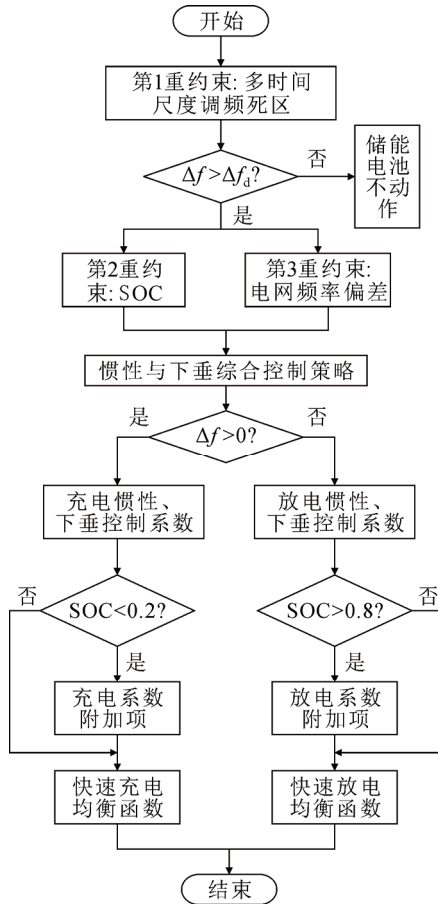 开始
第1重约束: 多时间
尺度调频死区
Δf>Δfd?
否
储能
电池
不动
作
是
第2重约
束: SOC
第3重约束:
电网频率偏差
惯性与下垂综合控制策略
是
Δf>0?
否
充电惯性、
下垂控制系数
放电惯性、
下垂控制系数
否
SOC<0.2?
SOC>0.8?
否
是
是
充电系数
附加项
放电系数
附加项
快速充电
均衡函数
快速放电
均衡函数
结束